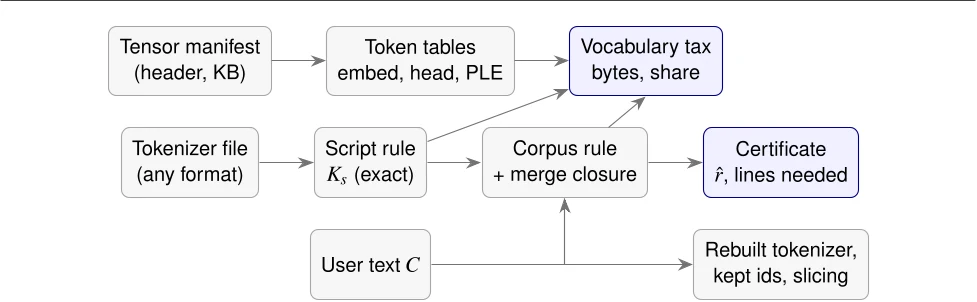 Tensor manifest
(header, KB)
Token tables
embed, head, PLE
Vocabulary tax
bytes, share
Tokenizer file
(any format)
Script rule
Kₛ (exact)
Corpus rule
+ merge closure
Certificate
r̂, lines needed
User text C
Rebuilt tokenizer,
kept ids, slicing